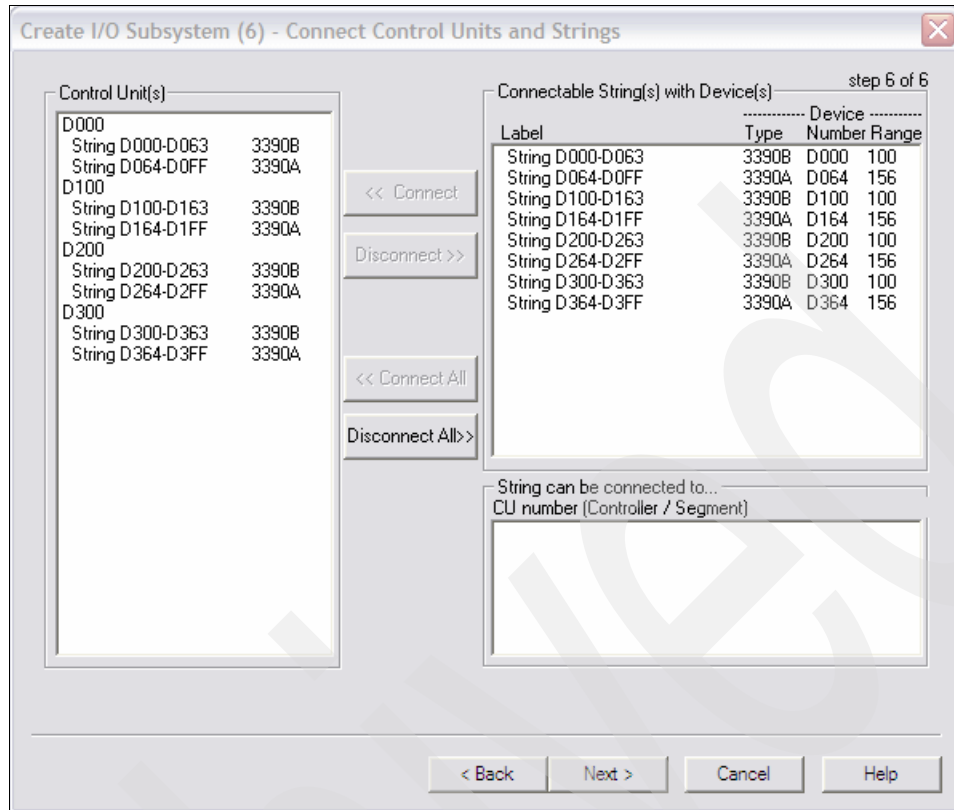 Create I/O Subsystem (6) - Connect Control Units and Strings
step 6 of 6
Control Unit(s)
D000
String D000-D063 3390B
String D064-D0FF 3390A
D100
String D100-D163 3390B
String D164-D1FF 3390A
D200
String D200-D263 3390B
String D264-D2FF 3390A
D300
String D300-D363 3390B
String D364-D3FF 3390A
<< Connect
Disconnect >>
<< Connect All
Disconnect All>>
Connectable String(s) with Device(s)
------------ Device ----------
Label Type Number Range
String D000-D063 3390B D000 100
String D064-D0FF 3390A D064 156
String D100-D163 3390B D100 100
String D164-D1FF 3390A D164 156
String D200-D263 3390B D200 100
String D264-D2FF 3390A D264 156
String D300-D363 3390B D300 100
String D364-D3FF 3390A D364 156
String can be connected to...
CU number (Controller / Segment)
< Back
Next >
Cancel
Help